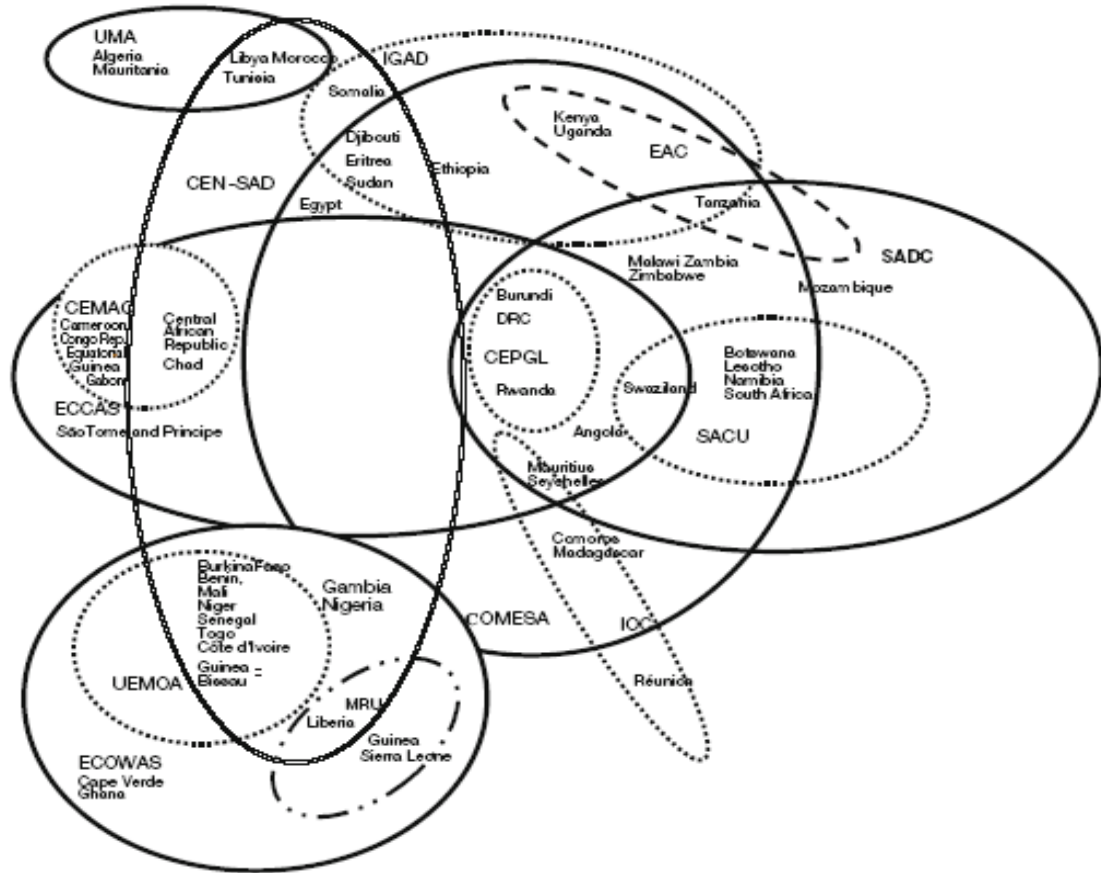 UMA
Algeria
Mauritania
Libya Morocco
Tunisia
IGAD
Somalia
Djibouti
Eritrea
Sudan
Ethiopia
Kenya
Uganda
EAC
Tanzania
CEN-SAD
Egypt
SADC
Malawi Zambia
Zimbabwe
Mozambique
CEMAC
Cameroon
Congo Rep.
Equatorial
Guinea
Gabon
Central
African
Republic
Chad
Burundi
DRC
CEPGL
Rwanda
Swaziland
Botswana
Lesotho
Namibia
South Africa
SACU
ECCAS
São Tome and Principe
Angola
Mauritius
Seychelles
Comoros
Madagascar
COMESA
IOC
Réunion
Burkina Faso
Benin,
Mali
Niger
Senegal
Togo
Côte d'Ivoire
Guinea -
Bissau
Gambia
Nigeria
UEMOA
MRU
Liberia
Guinea
Sierra Leone
ECOWAS
Cape Verde
Ghana